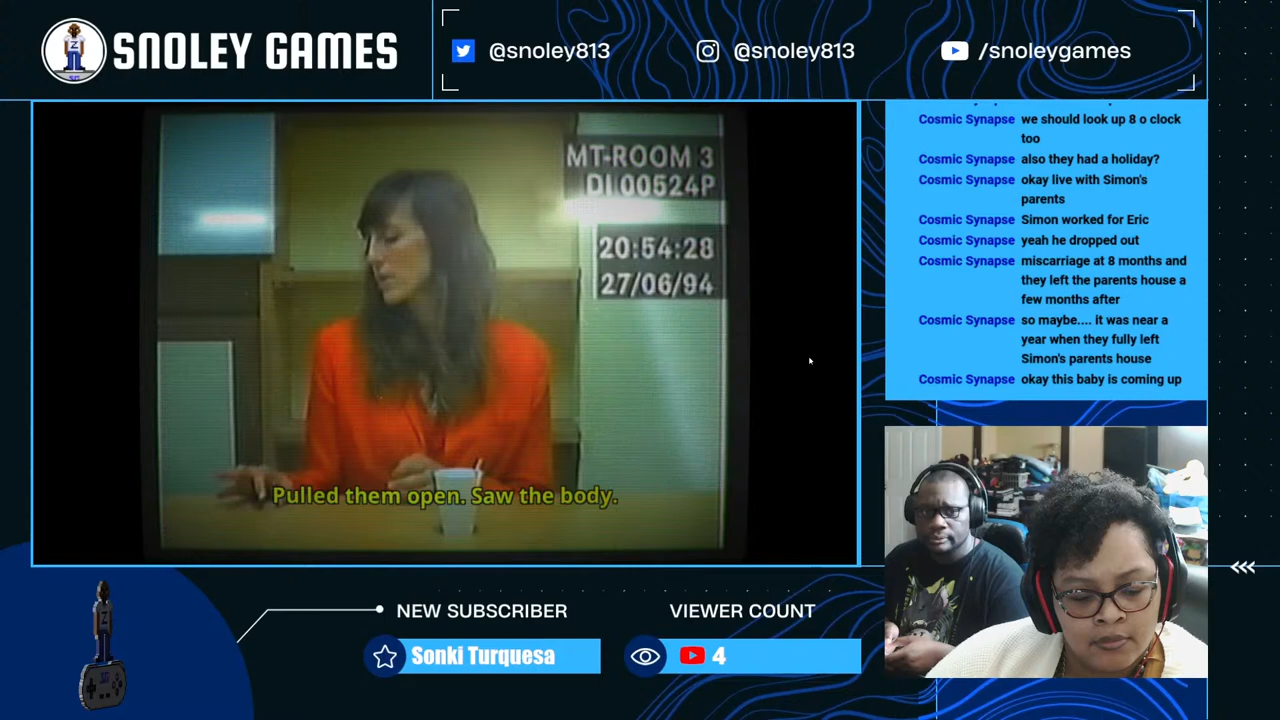 SNOLEY GAMES
@snoley813
@snoley813
/snoleygames
MT-ROOM 3
DI 00524P
20:54:28
27/06/94
Pulled them open. Saw the body.
Cosmic Synapse we should look up 8 o clock
too
Cosmic Synapse also they had a holiday?
Cosmic Synapse okay live with Simon's
parents
Cosmic Synapse Simon worked for Eric
Cosmic Synapse yeah he dropped out
Cosmic Synapse miscarriage at 8 months and
they left the parents house a
few months after
Cosmic Synapse so maybe.... it was near a
year when they fully left
Simon's parents house
Cosmic Synapse okay this baby is coming up
NEW SUBSCRIBER
Sonki Turquesa
VIEWER COUNT
4